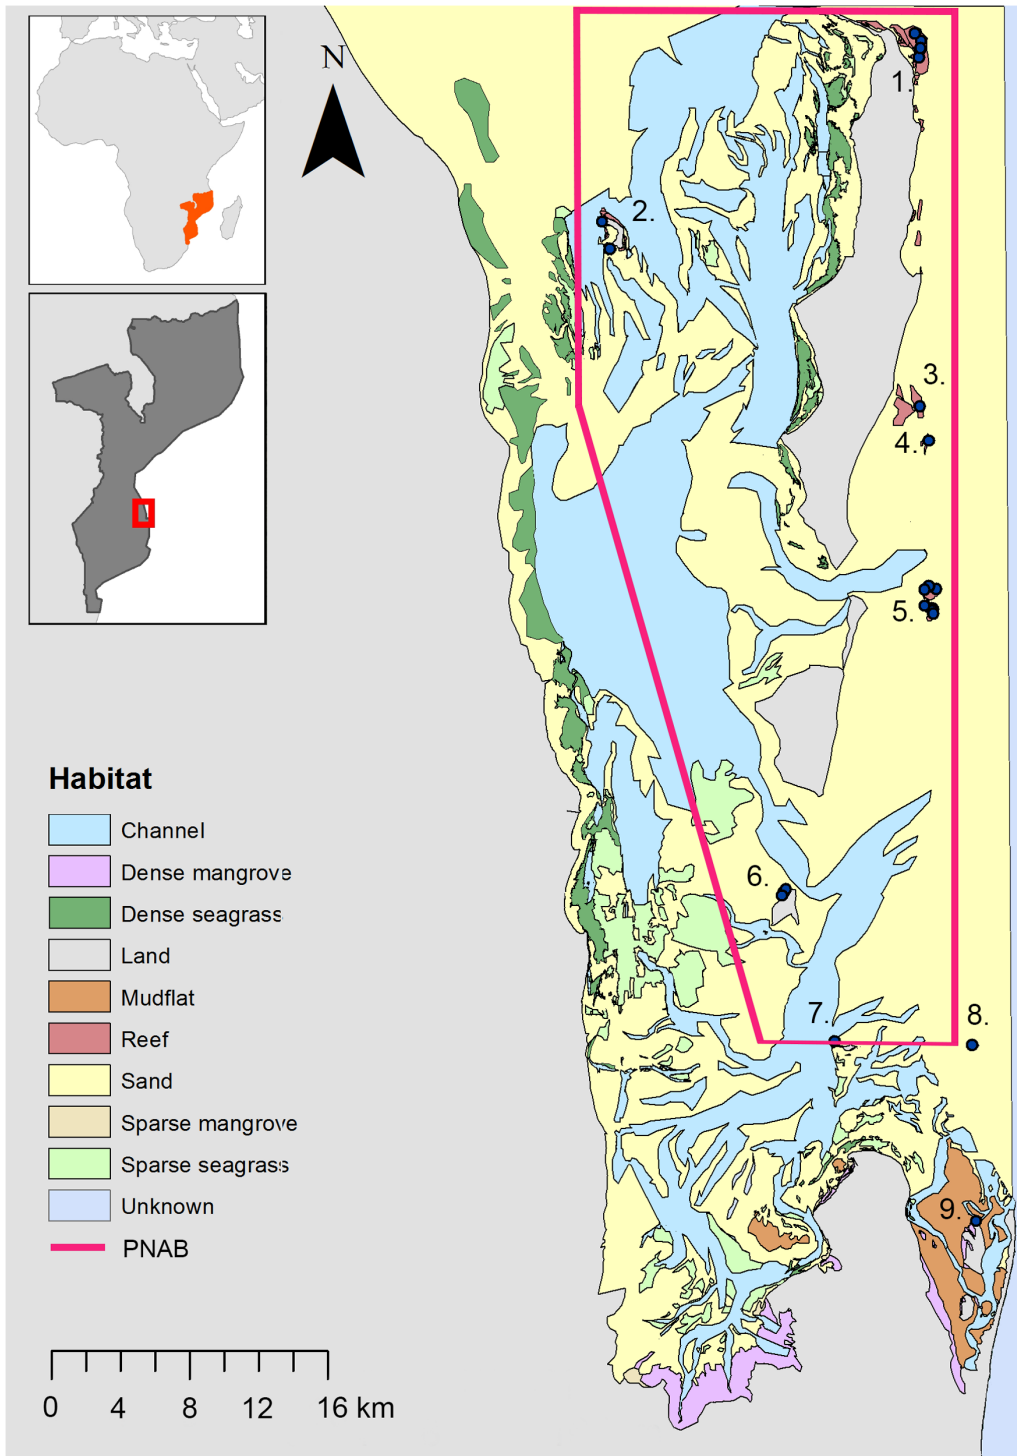 N
1.
2.
3.
4.
5.
6.
7.
8.
9.
Habitat
Channel
Dense mangrove
Dense seagrass
Land
Mudflat
Reef
Sand
Sparse mangrove
Sparse seagrass
Unknown
PNAB
0 4 8 12 16 km